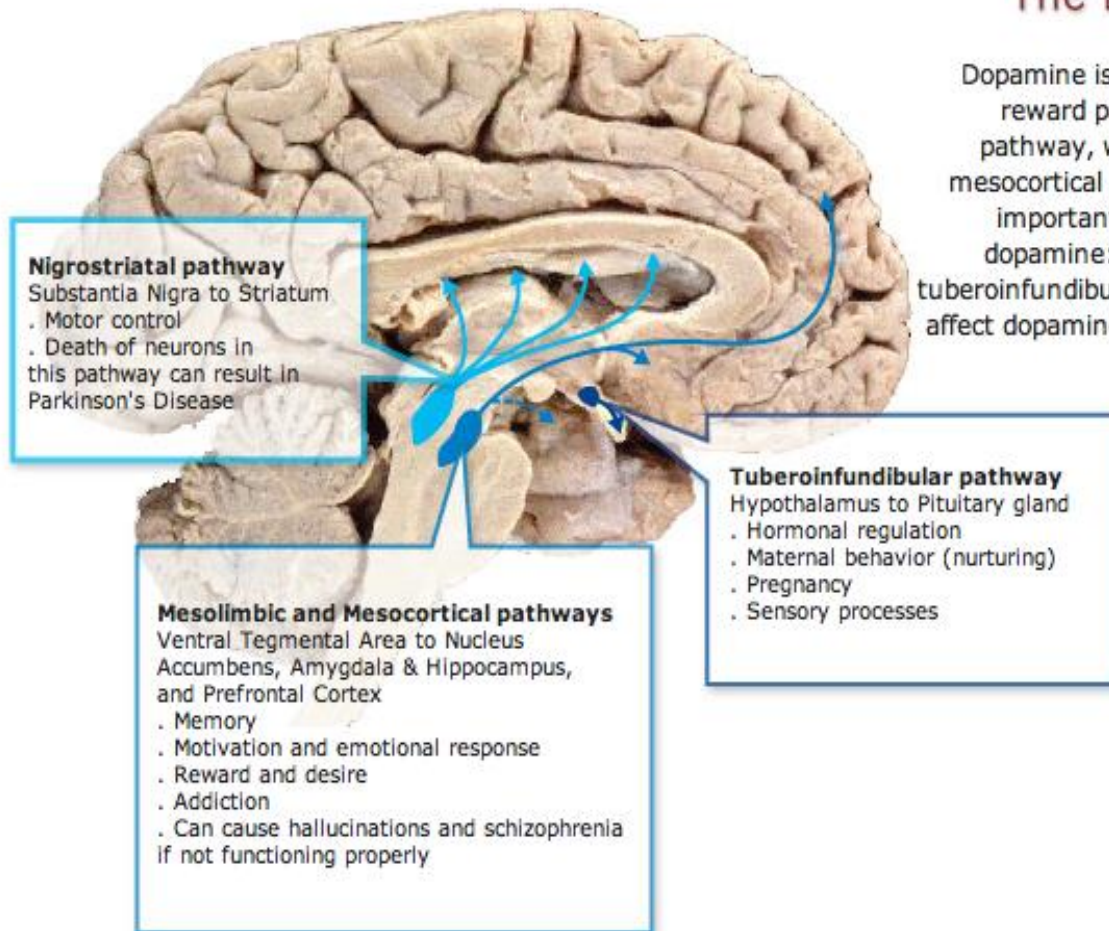 The
Dopamine is
reward p
pathway, w
mesocortical
importan
dopamine:
tuberoinfundibu
affect dopamin
Nigrostriatal pathway
Substantia Nigra to Striatum
. Motor control
. Death of neurons in
this pathway can result in
Parkinson's Disease
Tuberoinfundibular pathway
Hypothalamus to Pituitary gland
. Hormonal regulation
. Maternal behavior (nurturing)
. Pregnancy
. Sensory processes
Mesolimbic and Mesocortical pathways
Ventral Tegmental Area to Nucleus
Accumbens, Amygdala & Hippocampus,
and Prefrontal Cortex
. Memory
. Motivation and emotional response
. Reward and desire
. Addiction
. Can cause hallucinations and schizophrenia
if not functioning properly